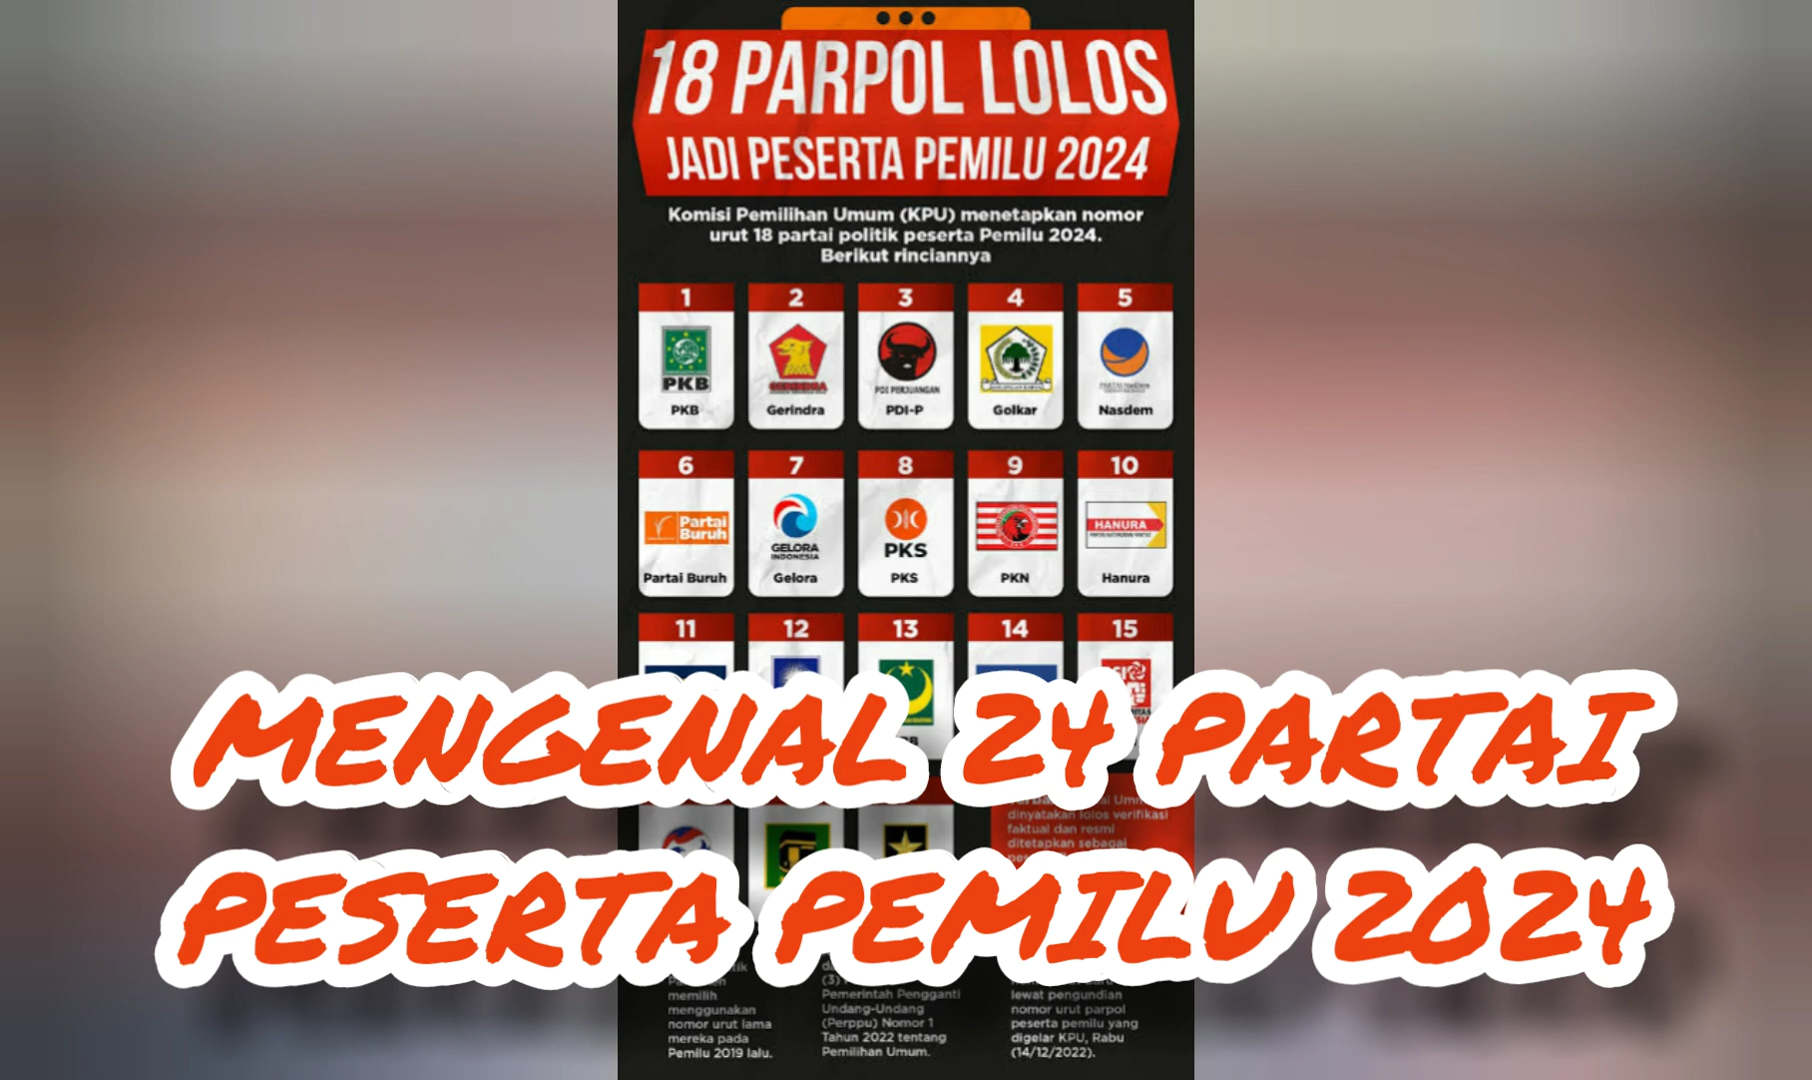 18 PARPOL LOLOS
JADI PESERTA PEMILU 2024
Komisi Pemilihan Umum (KPU) menetapkan nomor
urut 18 partai politik peserta Pemilu 2024.
Berikut rinciannya
1 2 3 4 5
PKB GERINDRA PDI PERJUANGAN PARTAI NasDem
PKB Gerindra PDI-P Golkar Nasdem
6 7 8 9 10
Partai Buruh GELORA INDONESIA PKS HANURA
Partai Buruh Gelora PKS PKN Hanura
11 12 13 14 15
MENGENAL 24 PARTAI
dinyatakan lolos verifikasi
faktual dan resmi
ditetapkan sebagai
PESERTA PEMILU 2024
memilih
menggunakan
nomor urut lama
mereka pada
Pemilu 2019 lalu.
(3)
Pemerintah Pengganti
Undang-Undang
(Perppu) Nomor 1
Tahun 2022 tentang
Pemilihan Umum.
lewat pengundian
nomor urut parpol
peserta pemilu yang
digelar KPU, Rabu
(14/12/2022).